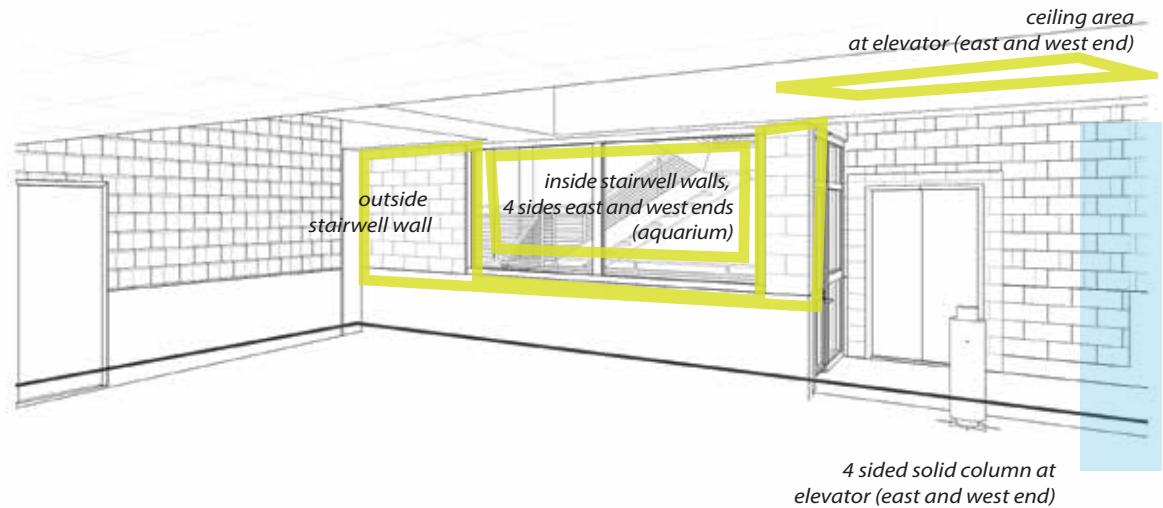 ceiling area
at elevator (east and west end)
outside
stairwell wall
inside stairwell walls,
4 sides east and west ends
(aquarium)
4 sided solid column at
elevator (east and west end)